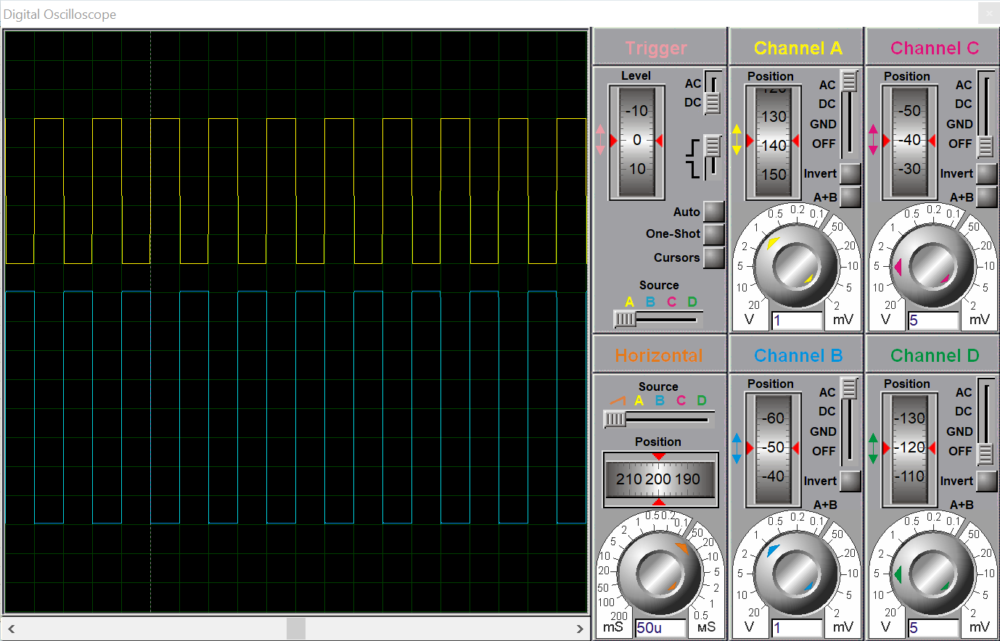 Digital Oscilloscope
Trigger
Level
AC
DC
-10
0
10
Auto
One-Shot
Cursors
Source
A B C D
Channel A
Position
AC
DC
GND
OFF
120
130
140
150
Invert
A+B
0.5 0.2 0.1
1 50
2 20
5 10
10 5
20 2
V 1 mV
Channel C
Position
AC
DC
GND
OFF
-50
-40
-30
Invert
A+B
0.5 0.2 0.1
1 50
2 20
5 10
10 5
20 2
V 5 mV
Horizontal
Source
A B C D
Position
210 200 190
0.5 0.2
1 0.1
2 50
5 20
10 10
20 5
50 2
100 1
200 0.5
mS 50u мS
Channel B
Position
AC
DC
GND
OFF
-60
-50
-40
Invert
A+B
0.5 0.2 0.1
1 50
2 20
5 10
10 5
20 2
V 1 mV
Channel D
Position
AC
DC
GND
OFF
-130
-120
-110
Invert
A+B
0.5 0.2 0.1
1 50
2 20
5 10
10 5
20 2
V 5 mV